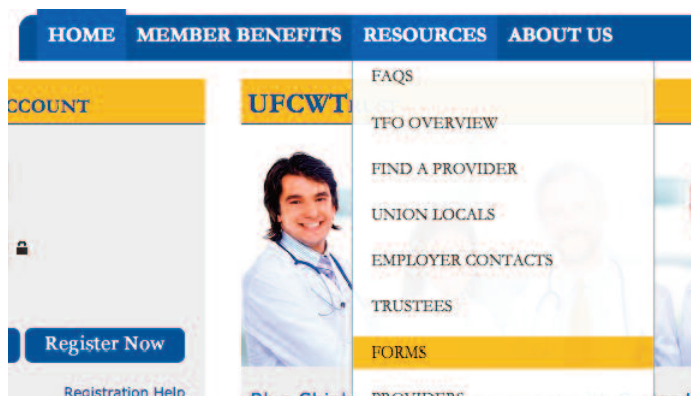 HOME MEMBER BENEFITS RESOURCES ABOUT US
FAQS
CCOUNT
UFCWT
TFO OVERVIEW
FIND A PROVIDER
UNION LOCALS
EMPLOYER CONTACTS
TRUSTEES
Register Now
FORMS
Registration Help
PROVIDERS